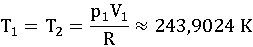 T₁ = T₂ = p₁V₁/R ≈ 243,9024 K